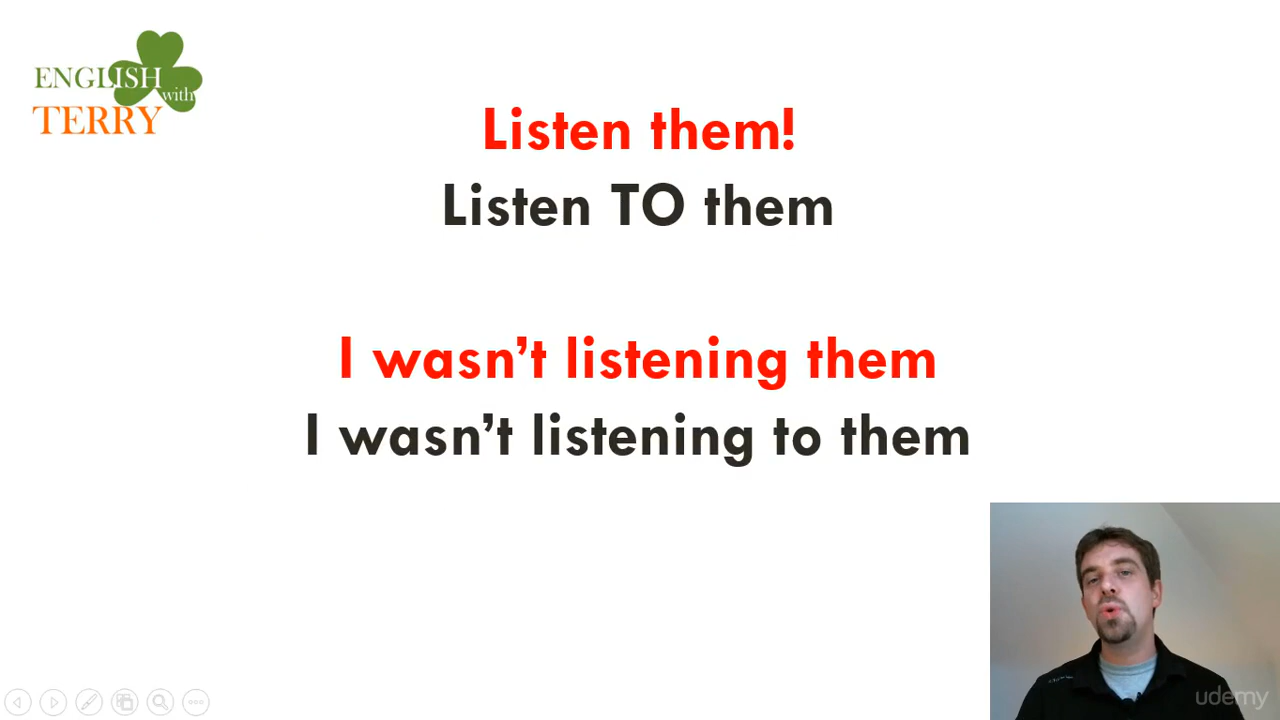 ENGLISH
with
TERRY
Listen them!
Listen TO them
I wasn't listening them
I wasn't listening to them
udemy